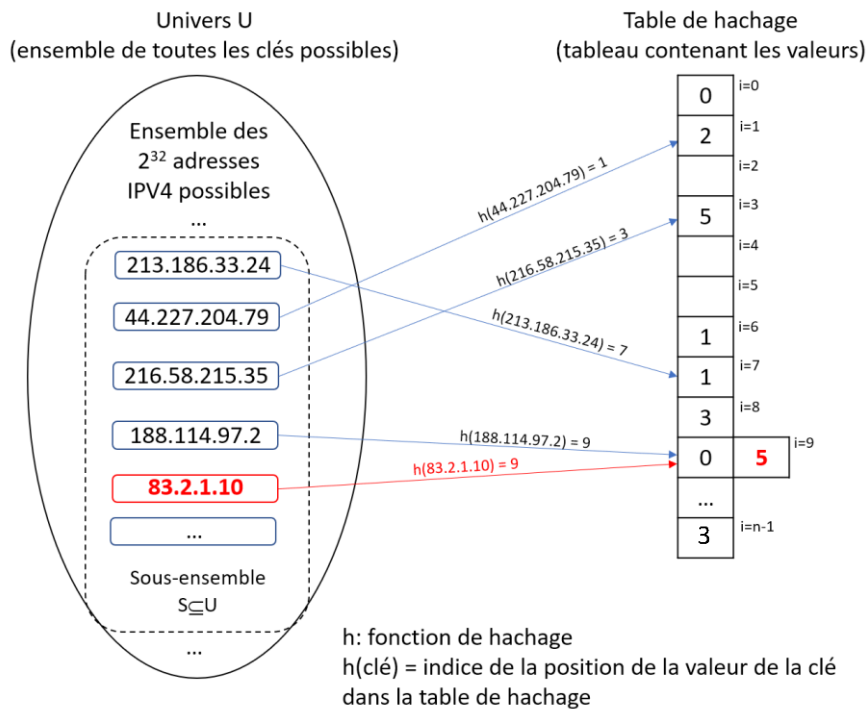 Univers U
(ensemble de toutes les clés possibles)
Ensemble des
2³² adresses
IPV4 possibles
...
213.186.33.24
44.227.204.79
216.58.215.35
188.114.97.2
83.2.1.10
...
Sous-ensemble
S⊆U
...
h(44.227.204.79) = 1
h(216.58.215.35) = 3
h(213.186.33.24) = 7
h(188.114.97.2) = 9
h(83.2.1.10) = 9
Table de hachage
(tableau contenant les valeurs)
0 i=0
2 i=1
i=2
5 i=3
i=4
i=5
1 i=6
1 i=7
3 i=8
0 5 i=9
...
3 i=n-1
h: fonction de hachage
h(clé) = indice de la position de la valeur de la clé
dans la table de hachage